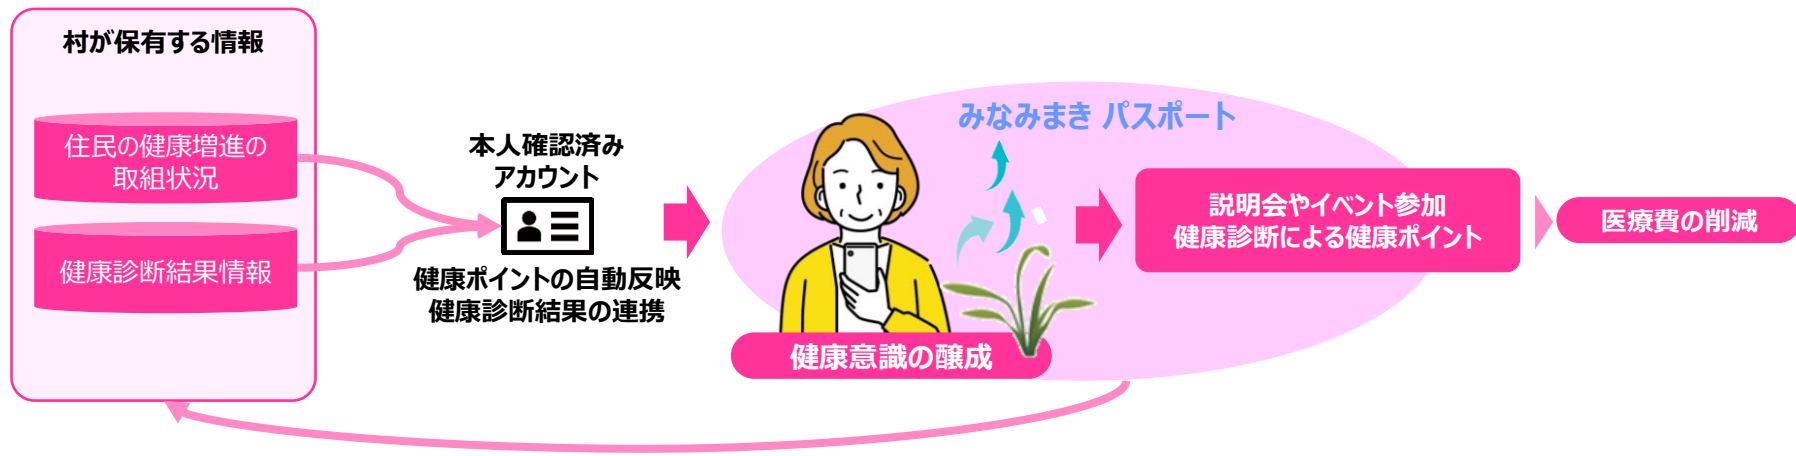 村が保有する情報
住民の健康増進の
取組状況
健康診断結果情報
本人確認済み
アカウント
健康ポイントの自動反映
健康診断結果の連携
みなみまき パスポート
健康意識の醸成
説明会やイベント参加
健康診断による健康ポイント
医療費の削減